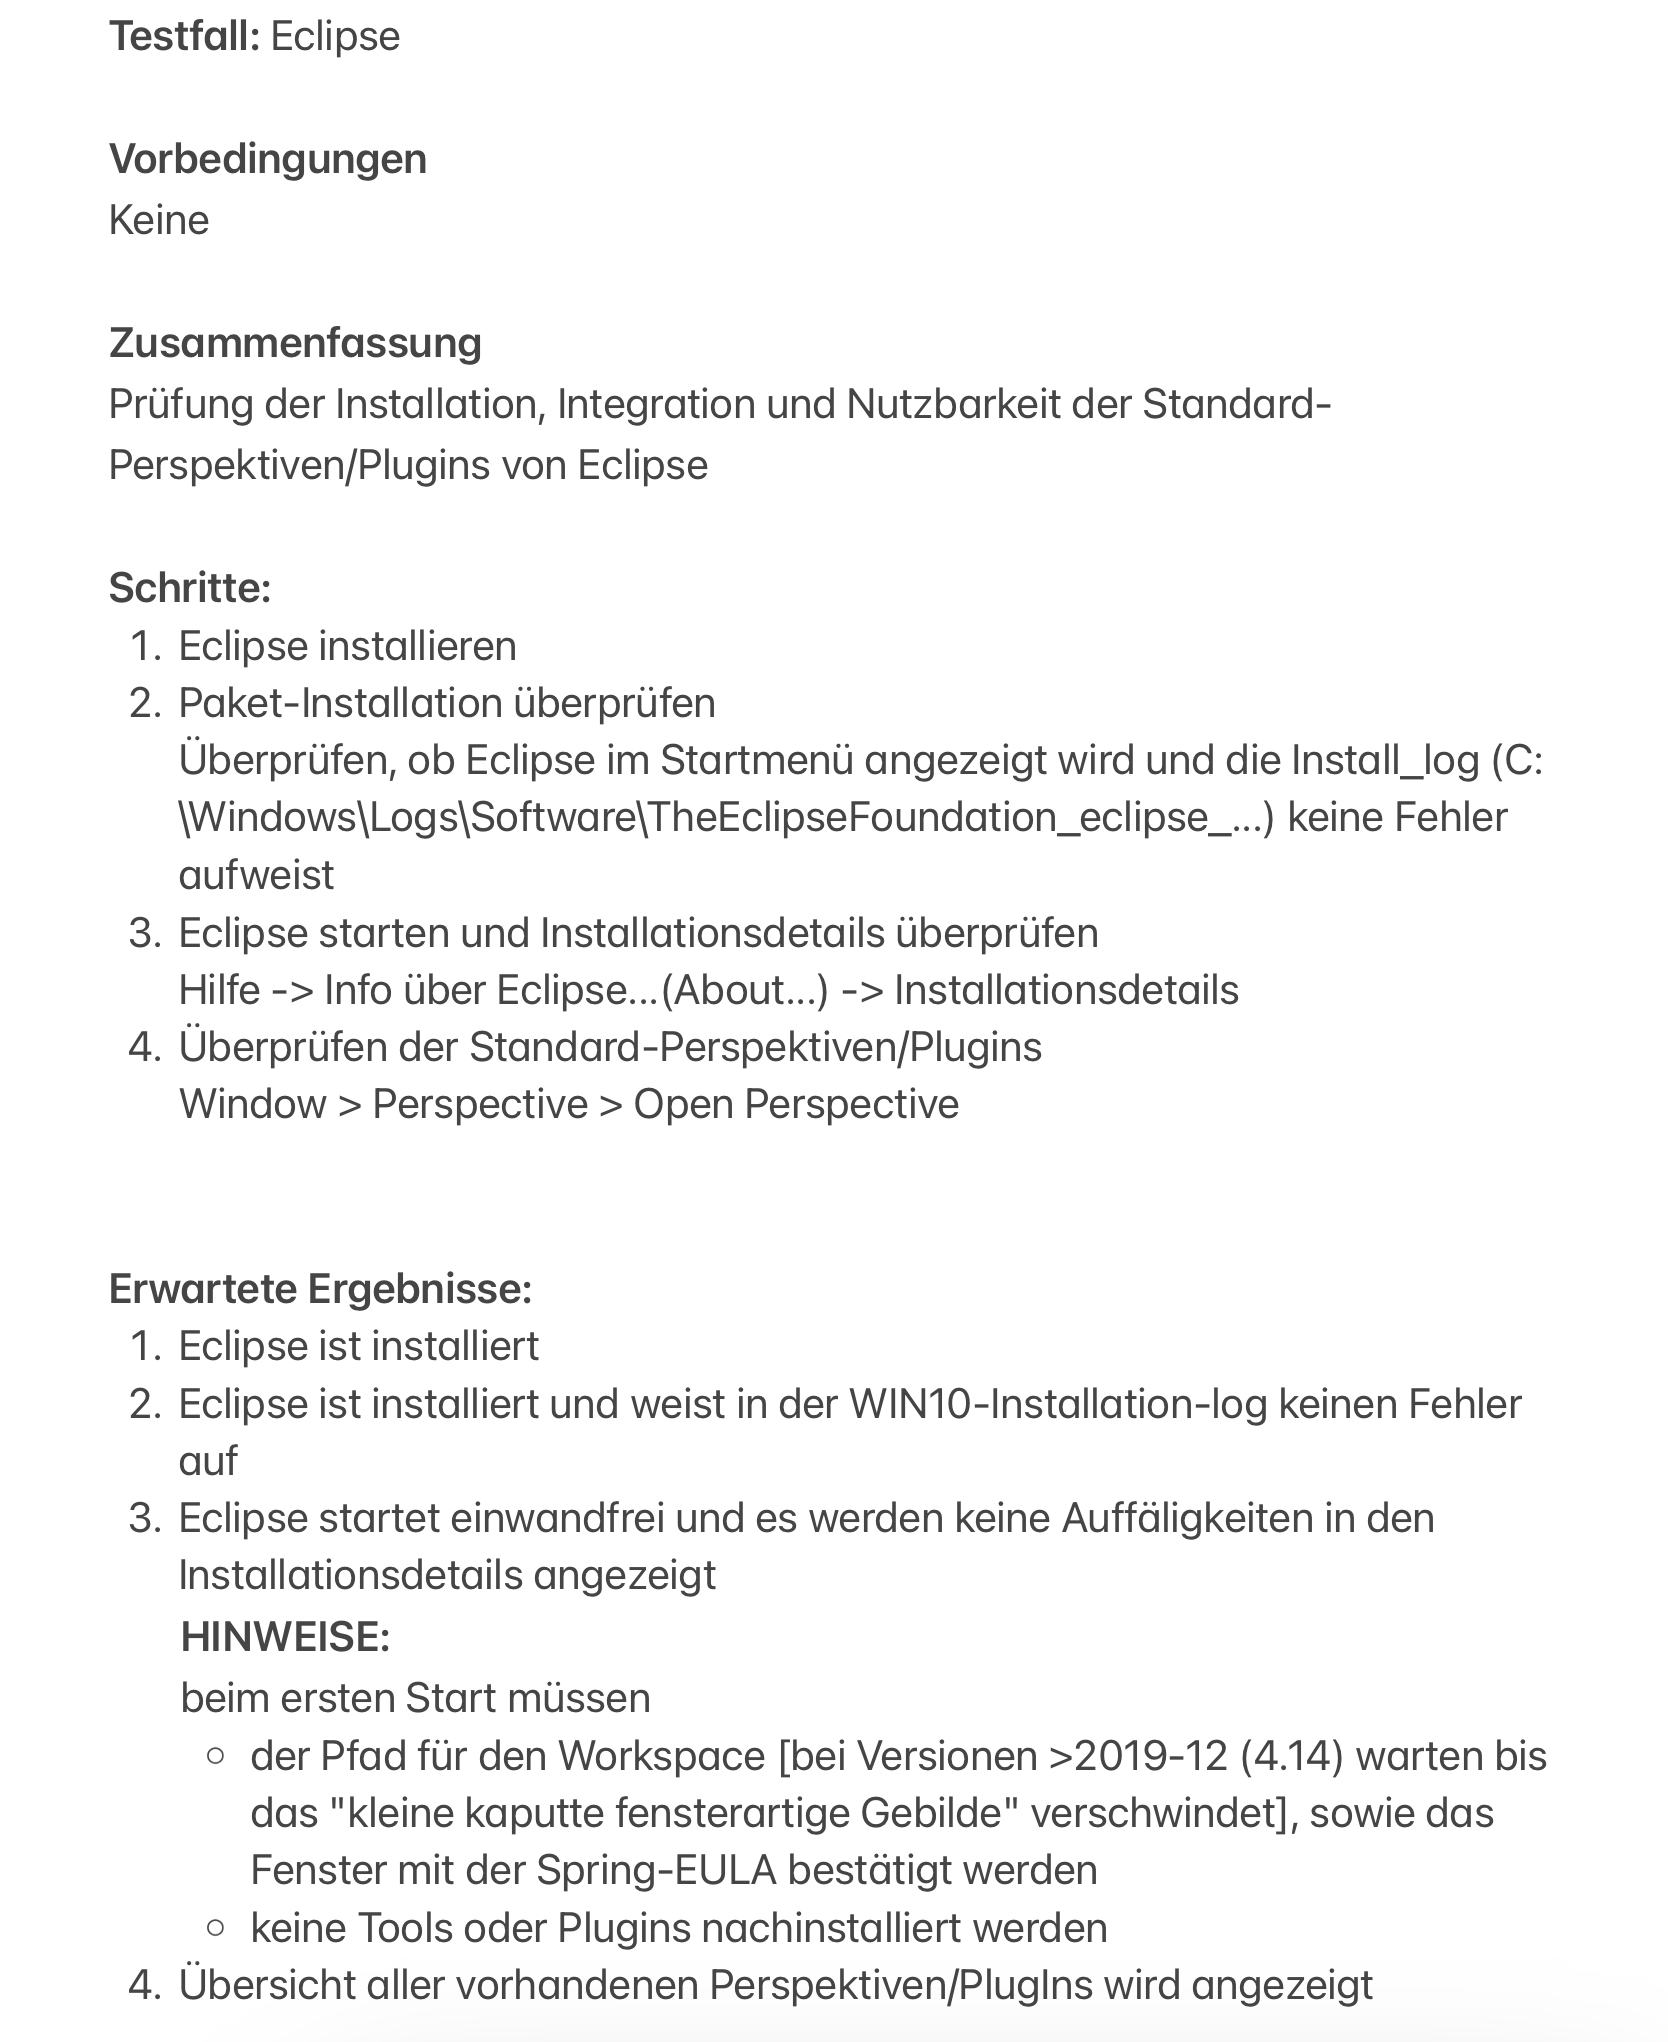 Testfall: Eclipse
Vorbedingungen
Keine
Zusammenfassung
Prüfung der Installation, Integration und Nutzbarkeit der Standard-
Perspektiven/Plugins von Eclipse
Schritte:
1. Eclipse installieren
2. Paket-Installation überprüfen
Überprüfen, ob Eclipse im Startmenü angezeigt wird und die Install_log (C:
\Windows\Logs\Software\TheEclipseFoundation_eclipse_...) keine Fehler
aufweist
3. Eclipse starten und Installationsdetails überprüfen
Hilfe -> Info über Eclipse...(About...) -> Installationsdetails
4. Überprüfen der Standard-Perspektiven/Plugins
Window > Perspective > Open Perspective
Erwartete Ergebnisse:
1. Eclipse ist installiert
2. Eclipse ist installiert und weist in der WIN10-Installation-log keinen Fehler
auf
3. Eclipse startet einwandfrei und es werden keine Auffäligkeiten in den
Installationsdetails angezeigt
HINWEISE:
beim ersten Start müssen
○ der Pfad für den Workspace [bei Versionen >2019-12 (4.14) warten bis
das "kleine kaputte fensterartige Gebilde" verschwindet], sowie das
Fenster mit der Spring-EULA bestätigt werden
○ keine Tools oder Plugins nachinstalliert werden
4. Übersicht aller vorhandenen Perspektiven/PlugIns wird angezeigt